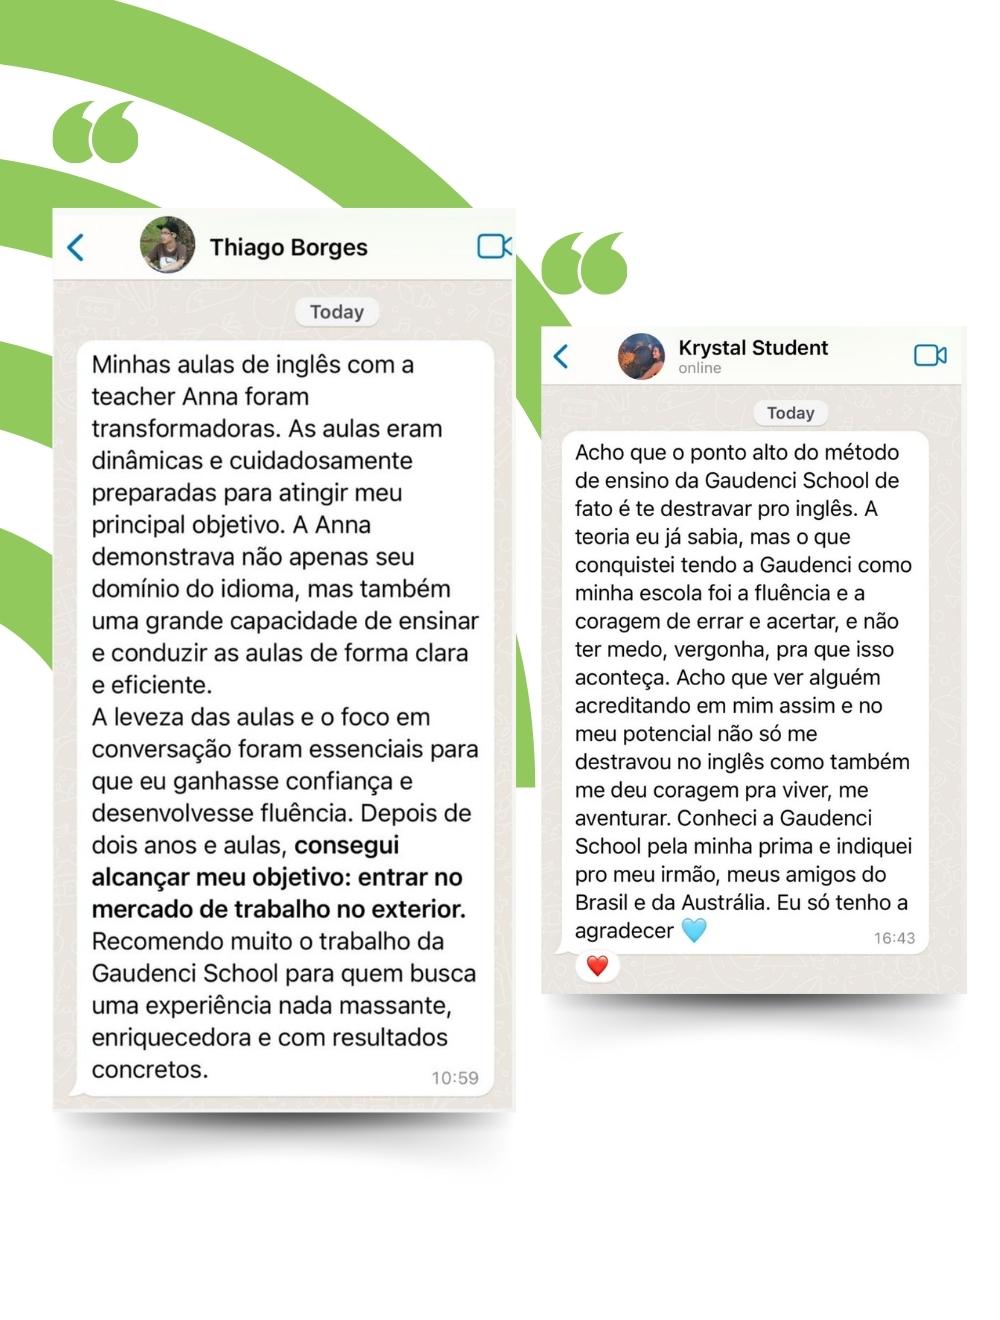 Thiago Borges
Today
Minhas aulas de inglês com a
teacher Anna foram
transformadoras. As aulas eram
dinâmicas e cuidadosamente
preparadas para atingir meu
principal objetivo. A Anna
demonstrava não apenas seu
domínio do idioma, mas também
uma grande capacidade de ensinar
e conduzir as aulas de forma clara
e eficiente.
A leveza das aulas e o foco em
conversação foram essenciais para
que eu ganhasse confiança e
desenvolvesse fluência. Depois de
dois anos e aulas, consegui
alcançar meu objetivo: entrar no
mercado de trabalho no exterior.
Recomendo muito o trabalho da
Gaudenci School para quem busca
uma experiência nada massante,
enriquecedora e com resultados
concretos.
10:59
Krystal Student
online
Today
Acho que o ponto alto do método
de ensino da Gaudenci School de
fato é te destravar pro inglês. A
teoria eu já sabia, mas o que
conquistei tendo a Gaudenci como
minha escola foi a fluência e a
coragem de errar e acertar, e não
ter medo, vergonha, pra que isso
aconteça. Acho que ver alguém
acreditando em mim assim e no
meu potencial não só me
destravou no inglês como também
me deu coragem pra viver, me
aventurar. Conheci a Gaudenci
School pela minha prima e indiquei
pro meu irmão, meus amigos do
Brasil e da Austrália. Eu só tenho a
agradecer 🩵
16:43